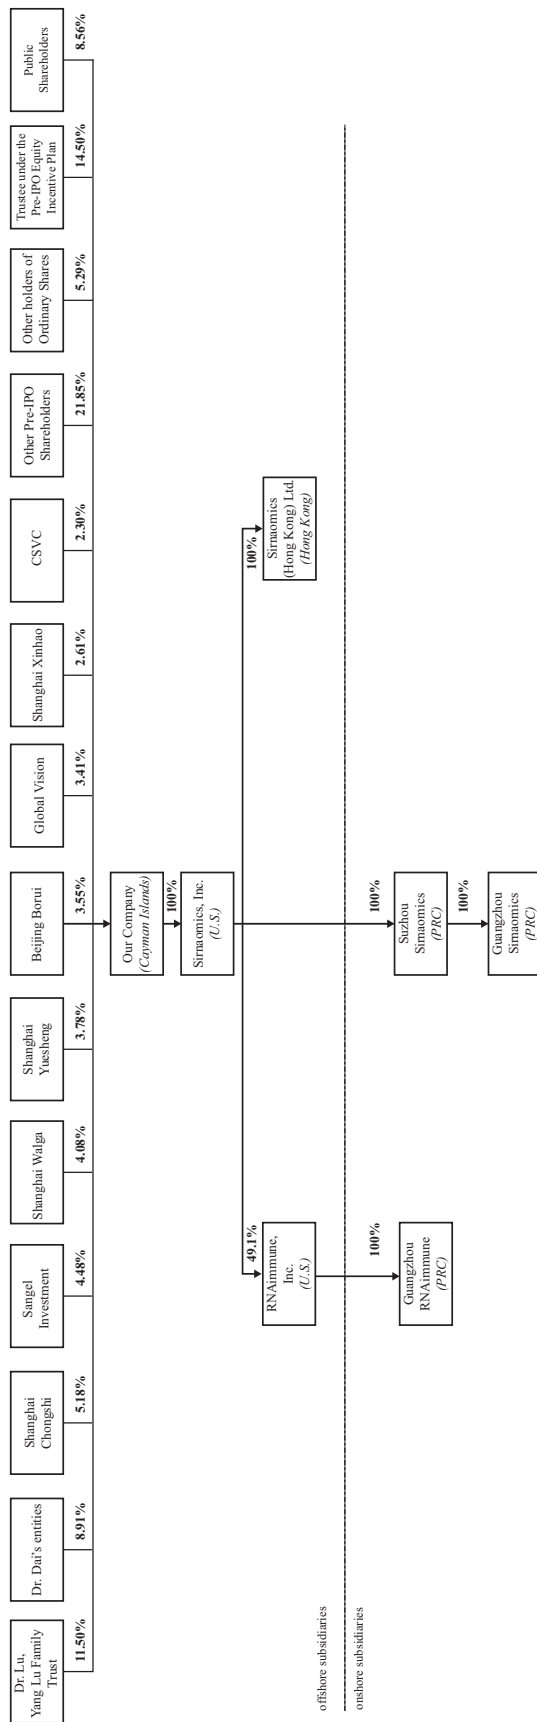 Dr. Lu,
Yang Lu Family
Trust
Dr. Dai's entities
Shanghai
Chongshi
Sangel
Investment
Shanghai Walga
Shanghai
Yuesheng
Beijing Borui
Global Vision
Shanghai Xinhao
CSVC
Other Pre-IPO
Shareholders
Other holders of
Ordinary Shares
Trustee under the
Pre-IPO Equity
Incentive Plan
Public
Shareholders
11.50%
8.91%
5.18%
4.48%
4.08%
3.78%
3.55%
3.41%
2.61%
2.30%
21.85%
5.29%
14.50%
8.56%
Our Company
(Cayman Islands)
100%
Sirnaomics, Inc.
(U.S.)
49.1%
100%
RNAimmune,
Inc.
(U.S.)
Sirnaomics
(Hong Kong) Ltd.
(Hong Kong)
offshore subsidiaries
onshore subsidiaries
100%
100%
Guangzhou
RNAimmune
(PRC)
Suzhou
Sirnaomics
(PRC)
100%
Guangzhou
Sirnaomics
(PRC)